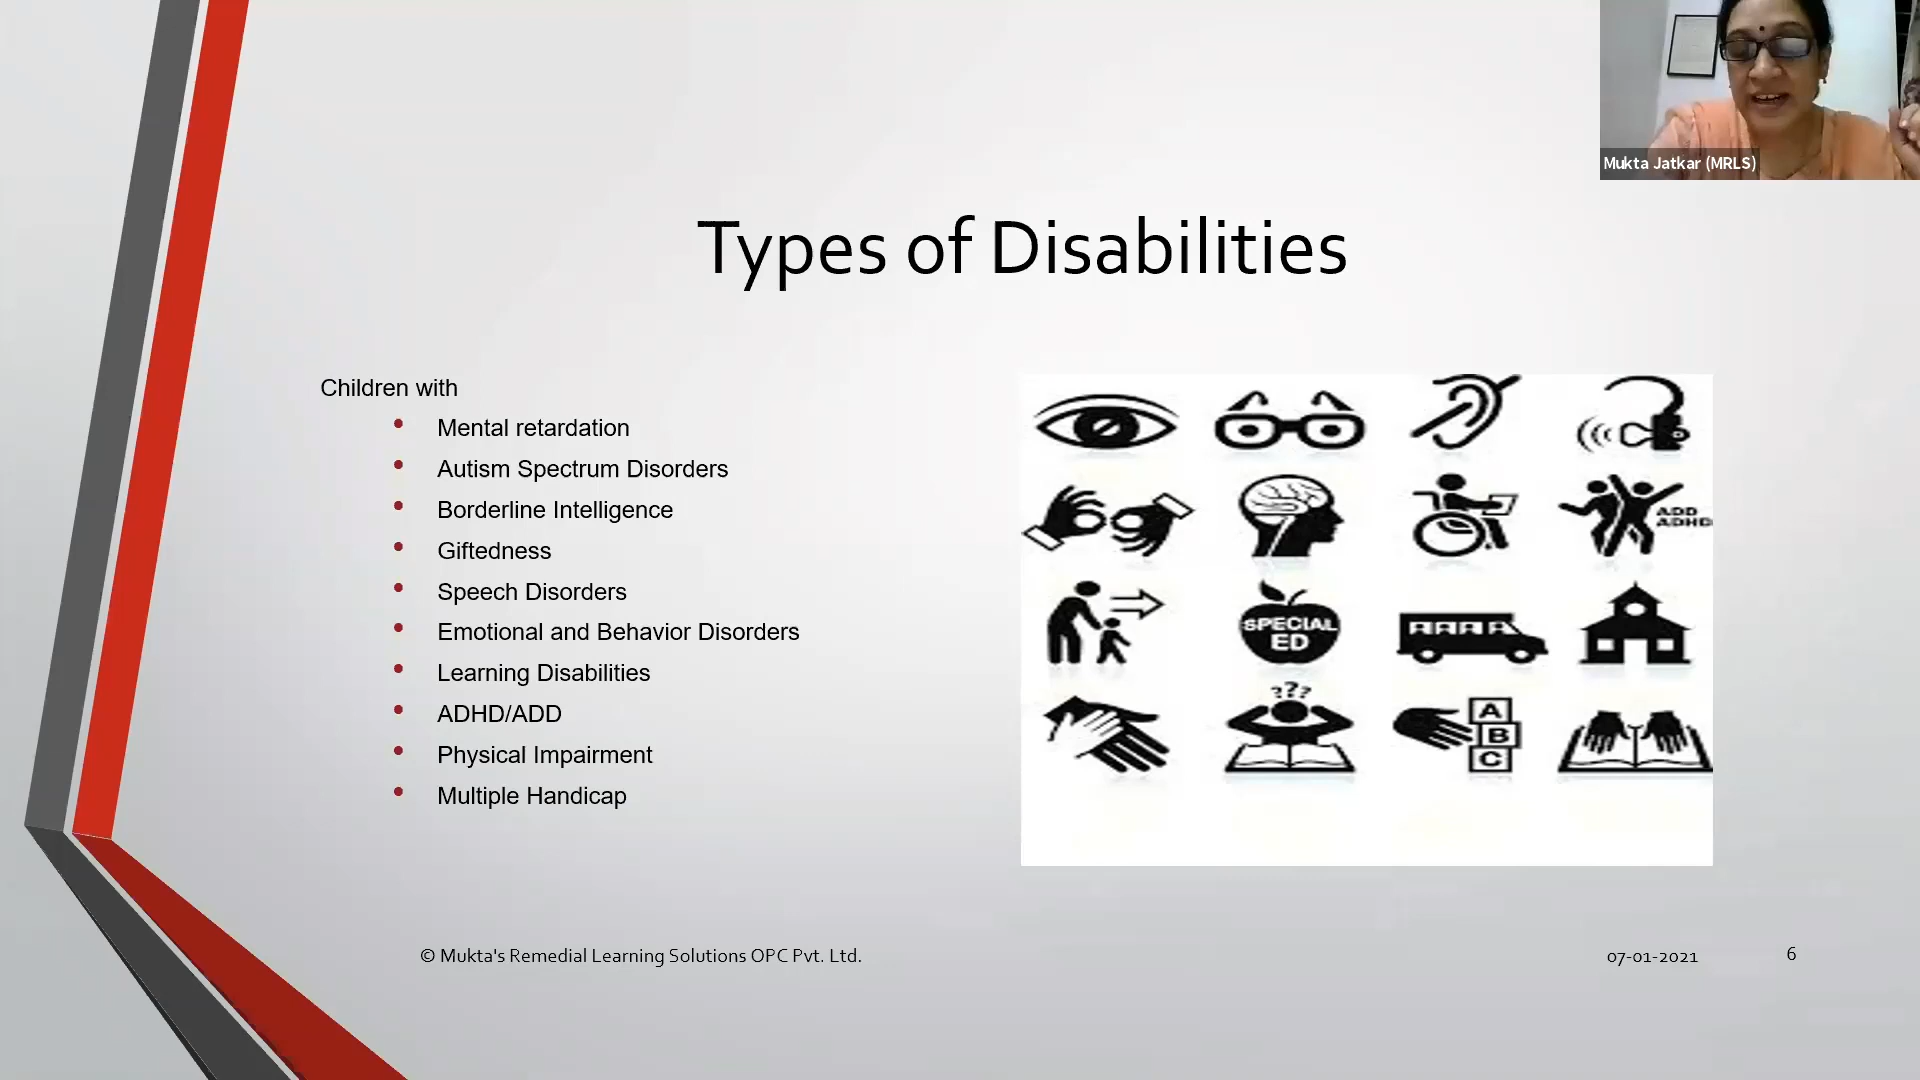 Mukta Jatkar (MRLS)
Types of Disabilities
Children with
• Mental retardation
• Autism Spectrum Disorders
• Borderline Intelligence
• Giftedness
• Speech Disorders
• Emotional and Behavior Disorders
• Learning Disabilities
• ADHD/ADD
• Physical Impairment
• Multiple Handicap
ADD
ADHD
SPECIAL
ED
???
A
B
C
© Mukta's Remedial Learning Solutions OPC Pvt. Ltd.
07-01-2021
6